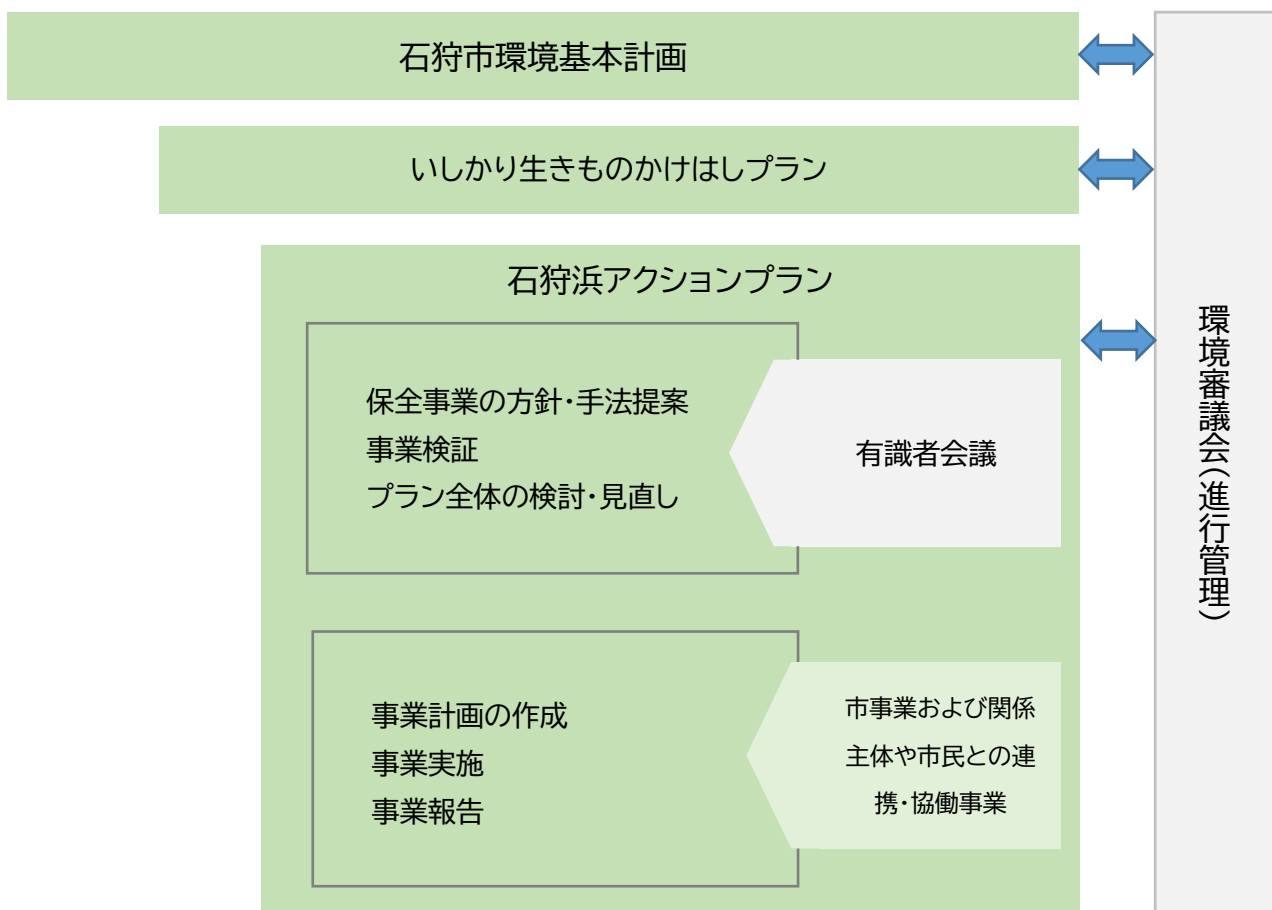 石狩市環境基本計画
いしかり生きものかけはしプラン
石狩浜アクションプラン
保全事業の方針・手法提案
事業検証
プラン全体の検討・見直し
有識者会議
事業計画の作成
事業実施
事業報告
市事業および関係
主体や市民との連
携・協働事業
環境審議会(進行管理)